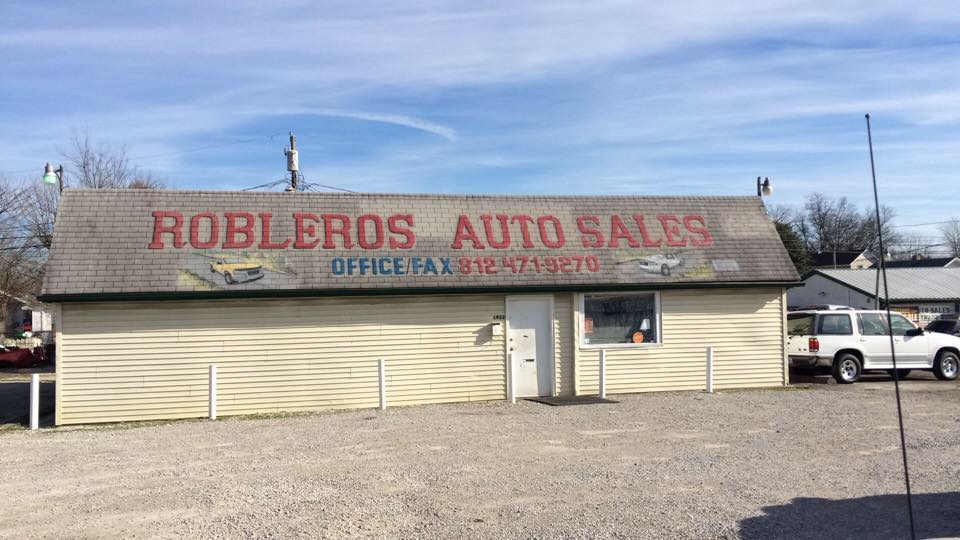 ROBLEROS AUTO SALES
OFFICE/FAX 812 471-9270